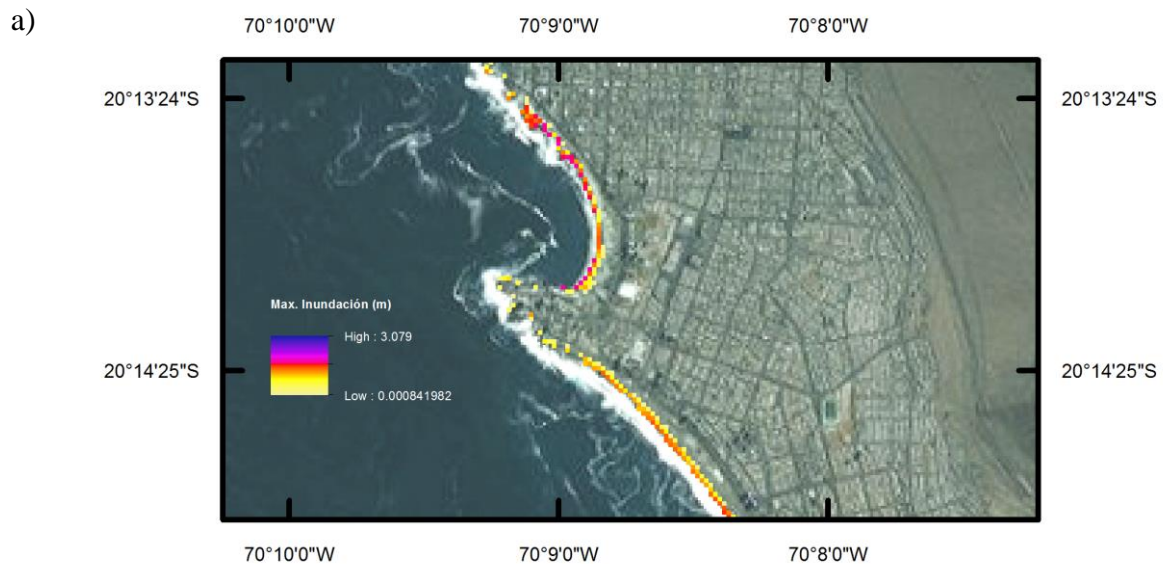 a)
70°10'0"W 70°9'0"W 70°8'0"W
20°13'24"S 20°13'24"S
Max. Inundación (m)
High : 3.079
20°14'25"S 20°14'25"S
Low : 0.000841982
70°10'0"W 70°9'0"W 70°8'0"W